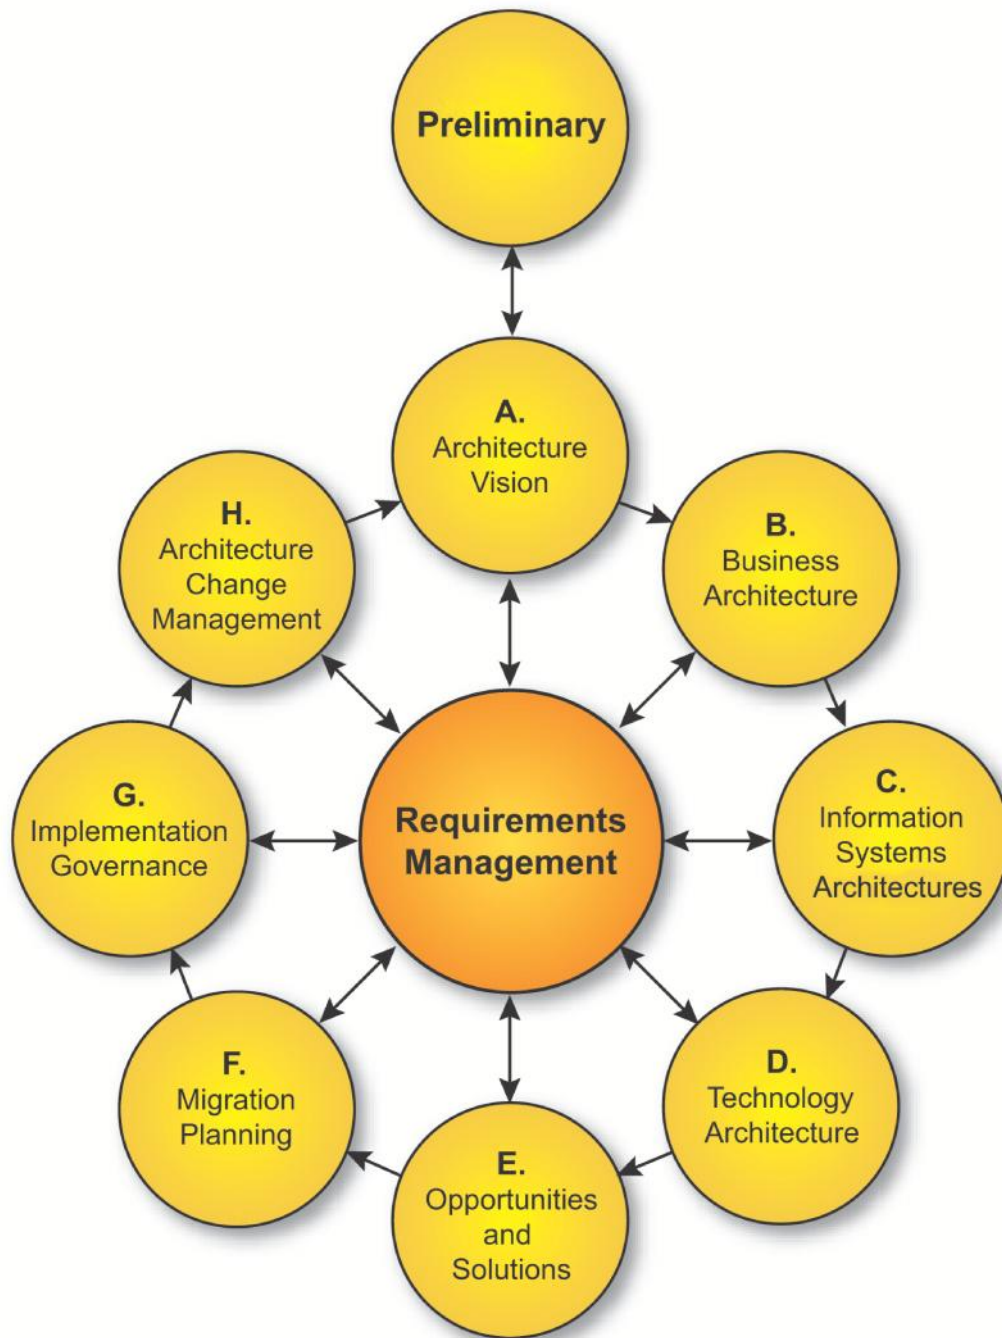 Preliminary
A.
Architecture
Vision
B.
Business
Architecture
C.
Information
Systems
Architectures
D.
Technology
Architecture
E.
Opportunities
and
Solutions
F.
Migration
Planning
G.
Implementation
Governance
H.
Architecture
Change
Management
Requirements
Management